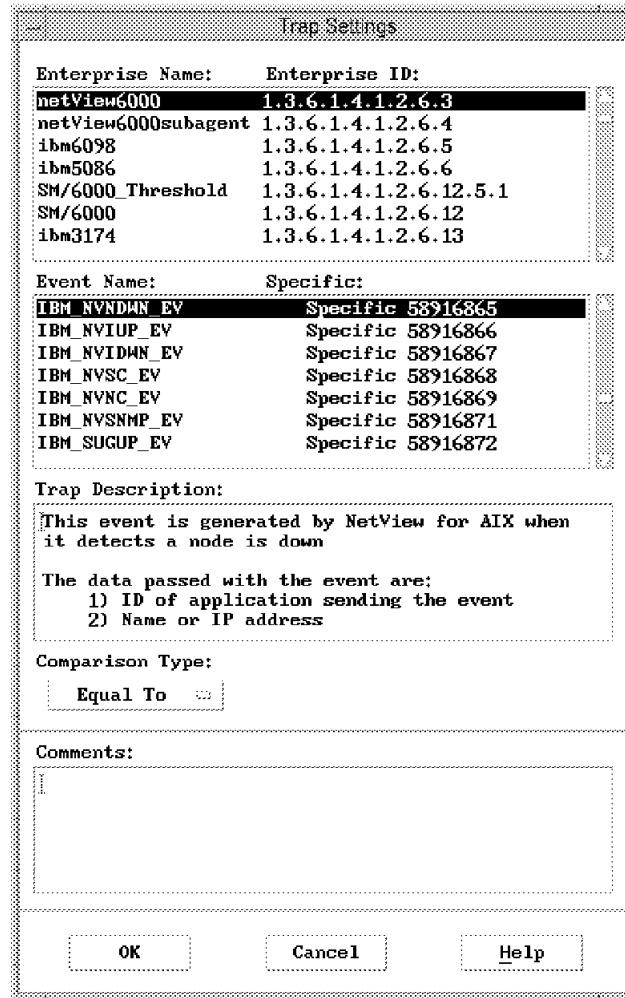 Trap Settings
Enterprise Name: Enterprise ID:
netView6000 1.3.6.1.4.1.2.6.3
netView6000subagent 1.3.6.1.4.1.2.6.4
ibm6098 1.3.6.1.4.1.2.6.5
ibm5086 1.3.6.1.4.1.2.6.6
SM/6000_Threshold 1.3.6.1.4.1.2.6.12.5.1
SM/6000 1.3.6.1.4.1.2.6.12
ibm3174 1.3.6.1.4.1.2.6.13
Event Name: Specific:
IBM_NVNDWN_EV Specific 58916865
IBM_NVIUP_EV Specific 58916866
IBM_NVIDWN_EV Specific 58916867
IBM_NVSC_EV Specific 58916868
IBM_NVNC_EV Specific 58916869
IBM_NVSNMP_EV Specific 58916871
IBM_SUGUP_EV Specific 58916872
Trap Description:
This event is generated by NetView for AIX when
it detects a node is down
The data passed with the event are:
1) ID of application sending the event
2) Name or IP address
Comparison Type:
Equal To
Comments:
OK Cancel Help